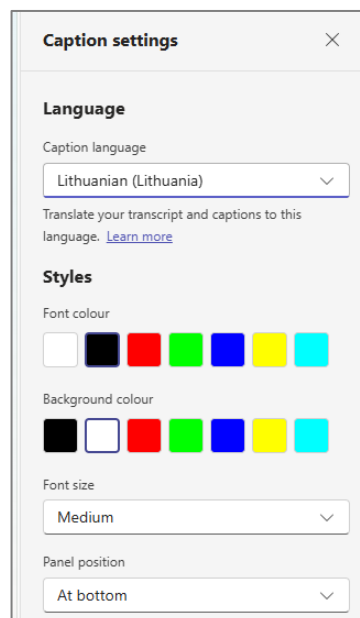 Caption settings
Language
Caption language
Lithuanian (Lithuania)
Translate your transcript and captions to this
language. Learn more
Styles
Font colour
Background colour
Font size
Medium
Panel position
At bottom